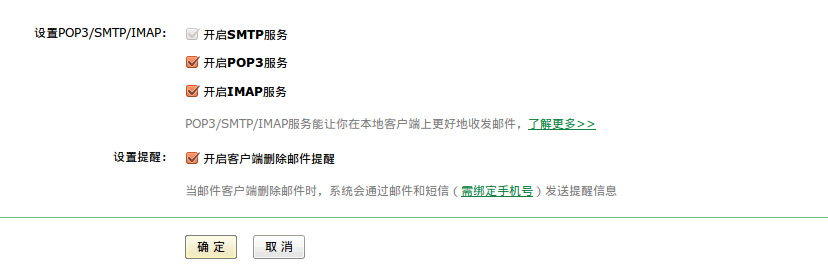 设置POP3/SMTP/IMAP： 开启SMTP服务
开启POP3服务
开启IMAP服务
POP3/SMTP/IMAP服务能让你在本地客户端上更好地收发邮件，了解更多>>
设置提醒： 开启客户端删除邮件提醒
当邮件客户端删除邮件时，系统会通过邮件和短信（需绑定手机号）发送提醒信息
确 定 取 消